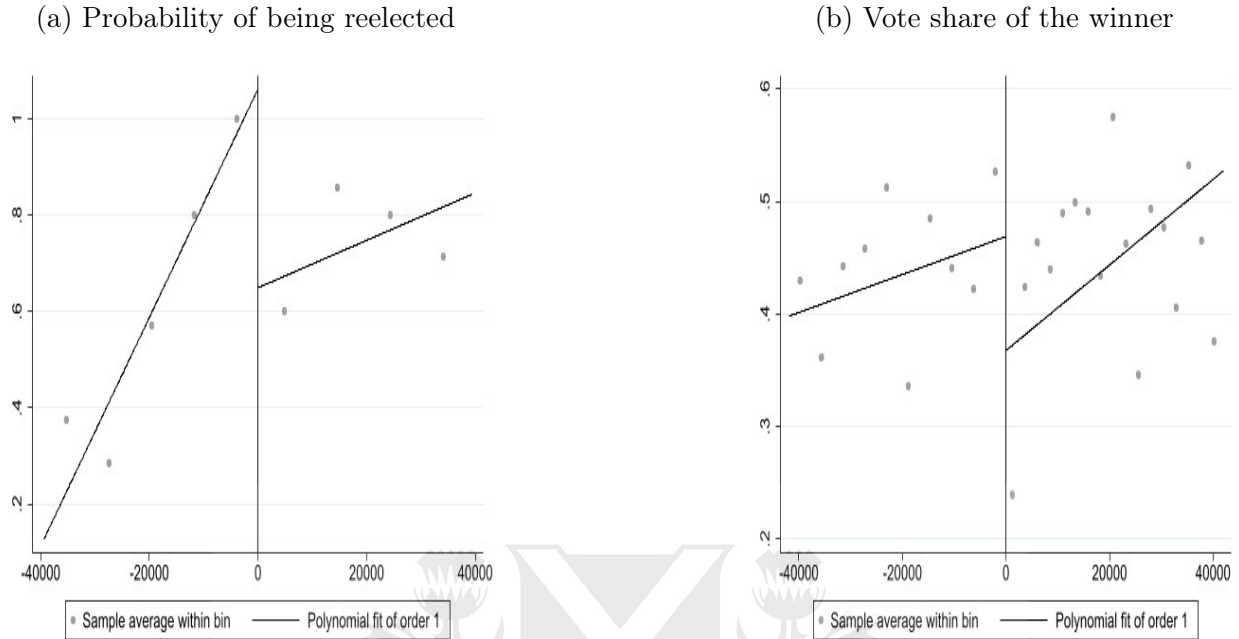 (a) Probability of being reelected
(b) Vote share of the winner
1
.8
.6
.4
.2
-40000 -20000 0 20000 40000
Sample average within bin Polynomial fit of order 1
.6
.5
.4
.3
.2
-40000 -20000 0 20000 40000
Sample average within bin Polynomial fit of order 1